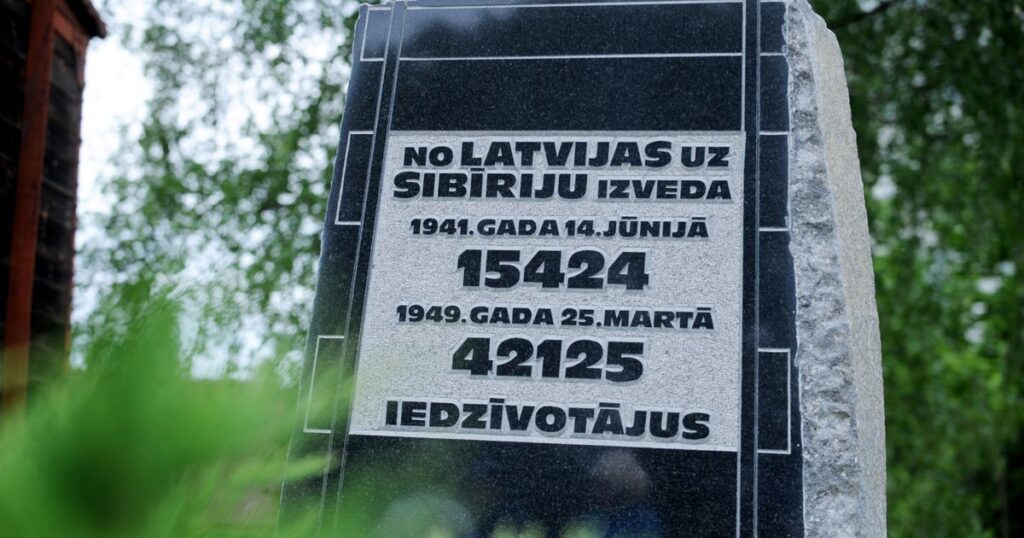 NO LATVIJAS UZ
SIBĪRIJU IZVEDA
1941.GADA 14.JŪNIJĀ
15424
1949.GADA 25.MARTĀ
42125
IEDZĪVOTĀJUS